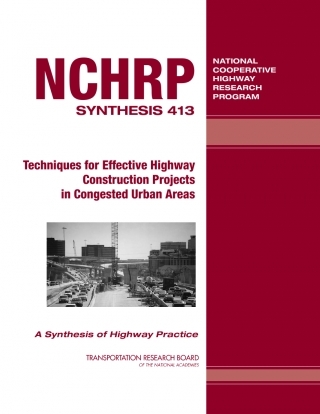 NCHRP
SYNTHESIS 413
NATIONAL
COOPERATIVE
HIGHWAY
RESEARCH
PROGRAM
Techniques for Effective Highway
Construction Projects
in Congested Urban Areas
A Synthesis of Highway Practice
TRANSPORTATION RESEARCH BOARD
OF THE NATIONAL ACADEMIES